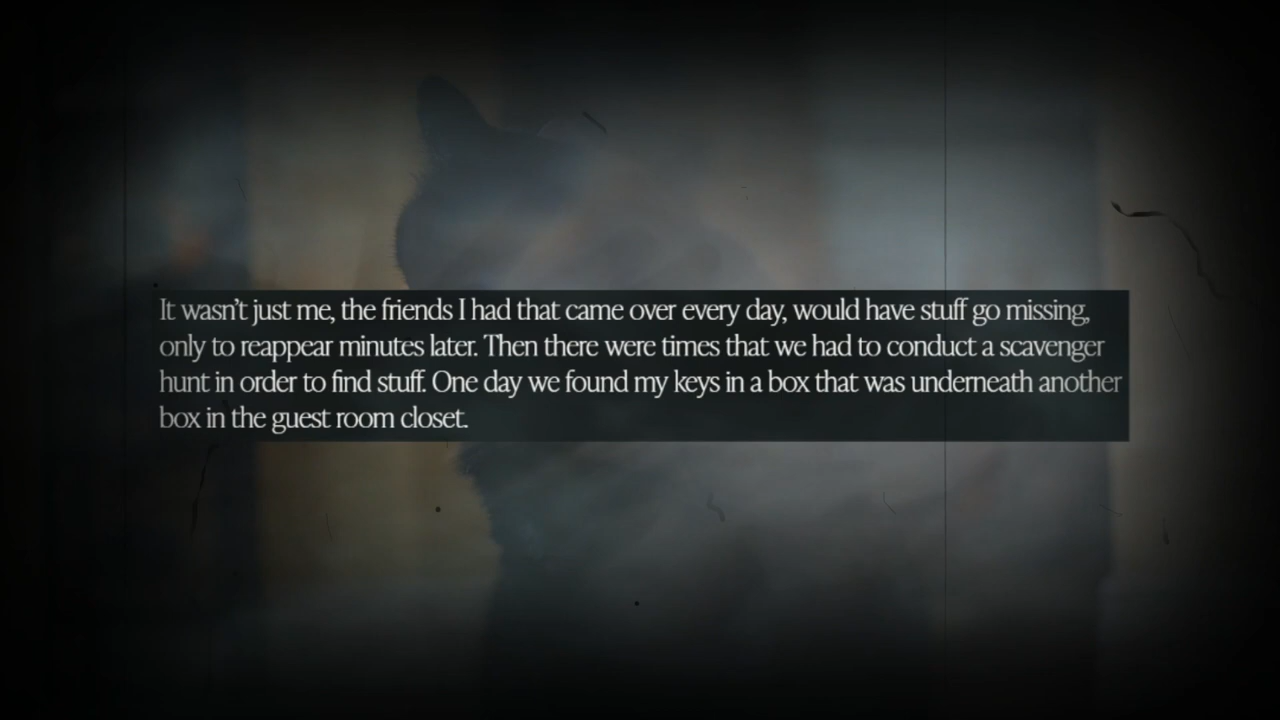 It wasn’t just me, the friends I had that came over every day, would have stuff go missing,
only to reappear minutes later. Then there were times that we had to conduct a scavenger
hunt in order to find stuff. One day we found my keys in a box that was underneath another
box in the guest room closet.